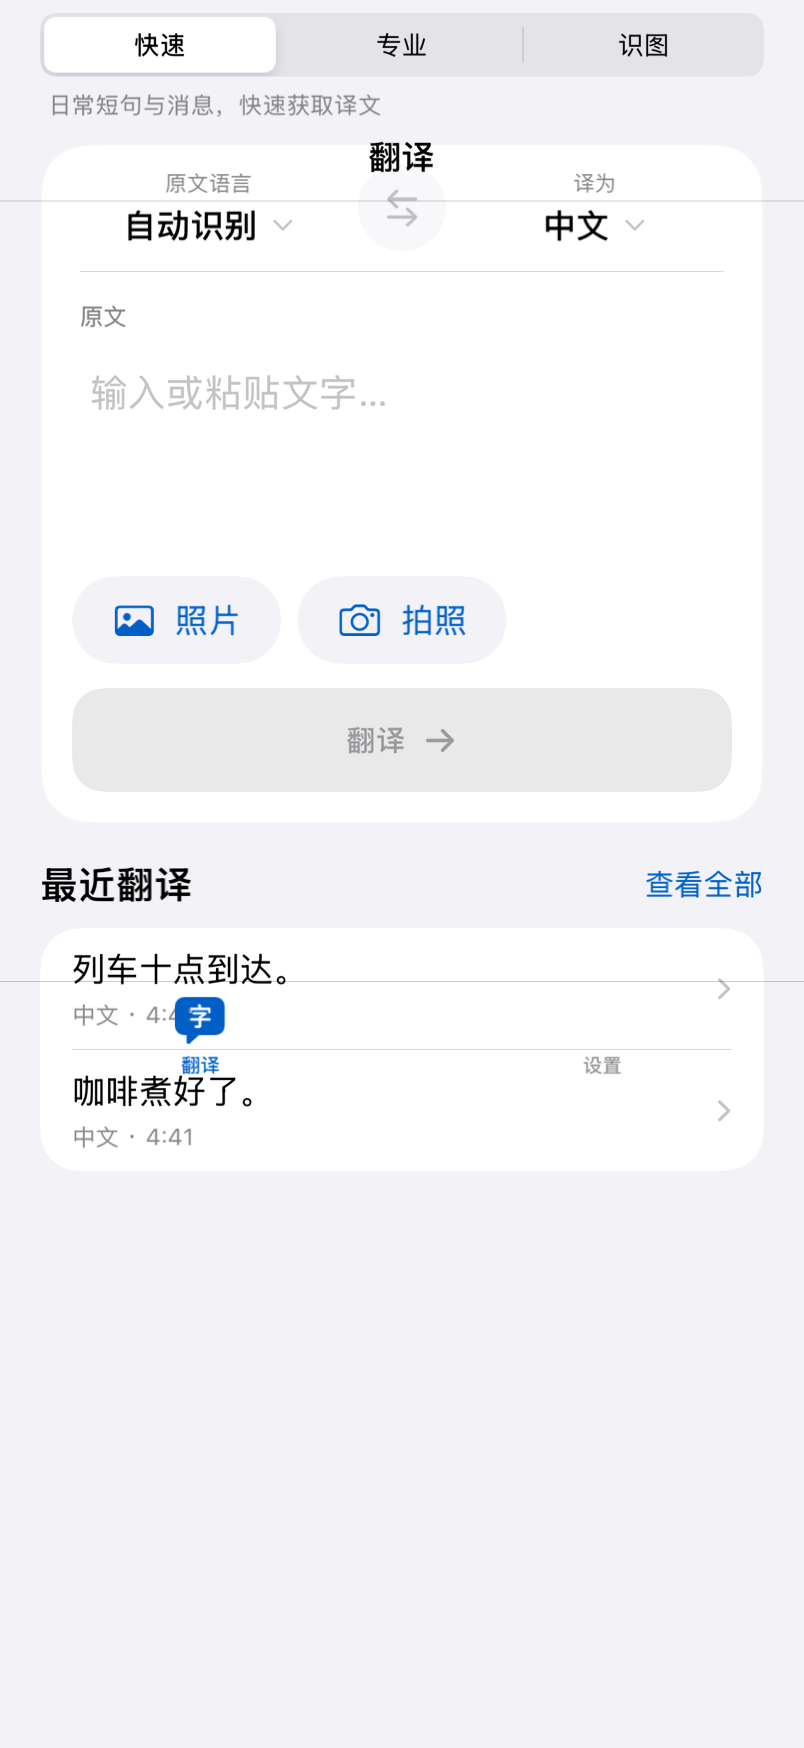 快速 专业 识图
日常短句与消息，快速获取译文
翻译
原文语言 译为
自动识别 中文
原文
输入或粘贴文字...
照片 拍照
翻译
最近翻译 查看全部
列车十点到达。
中文 · 4:4
字
翻译 设置
咖啡煮好了。
中文 · 4:41